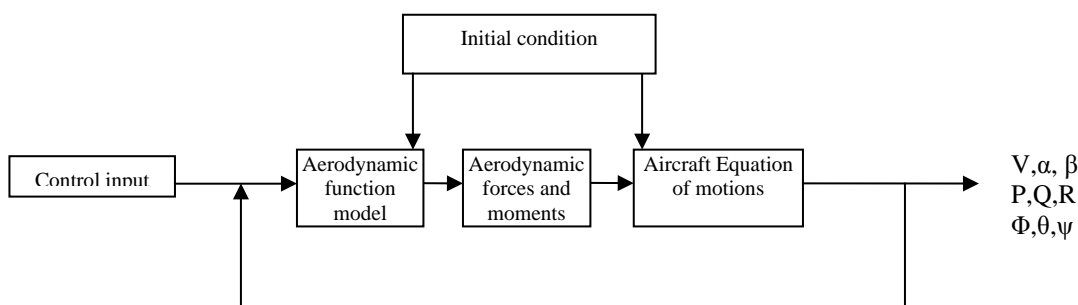 Initial condition
Control input
Aerodynamic
function
model
Aerodynamic
forces and
moments
Aircraft Equation
of motions
V,α, β
P,Q,R
Φ,θ,ψ